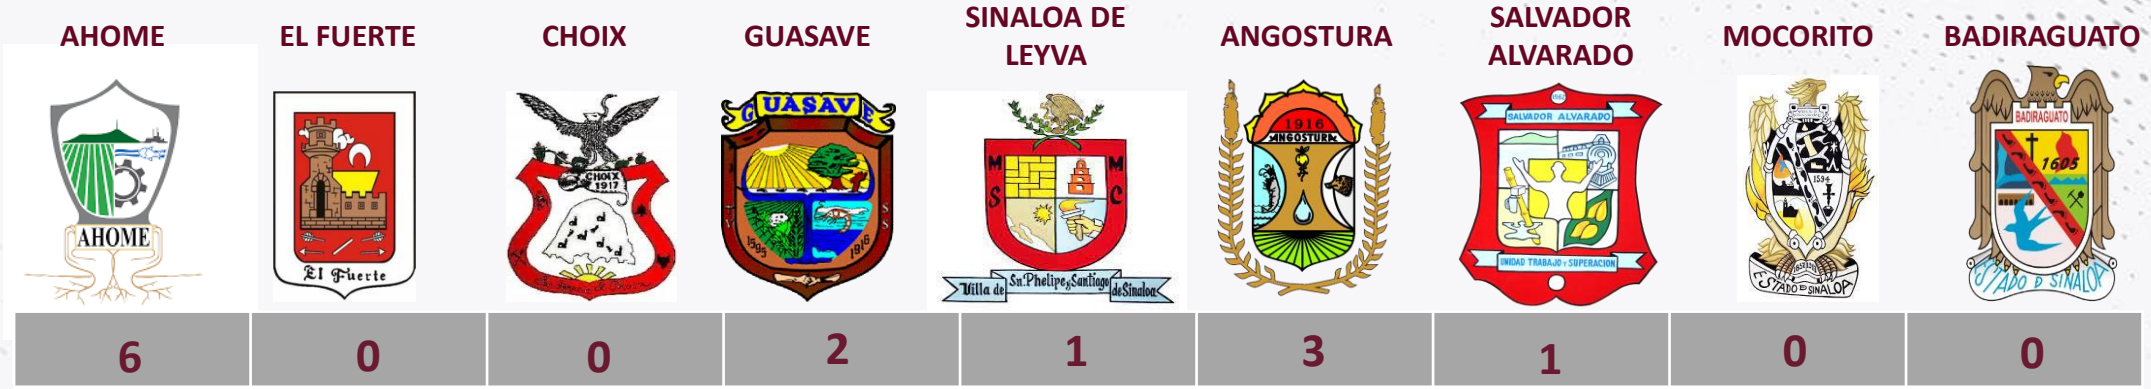 AHOME
EL FUERTE
CHOIX
GUASAVE
SINALOA DE
LEYVA
ANGOSTURA
SALVADOR
ALVARADO
MOCORITO
BADIRAGUATO
AHOME
El Fuerte
CHOIX
1917
GUASAVE
1595
1916
M M
S C
Villa de Sn. Phelipe y Santiago de Sinaloa
1916
ANGOSTURA
1962
SALVADOR ALVARADO
UNIDAD TRABAJO Y SUPERACION
1594
ESTADO D SINALOA
BADIRAGUATO
1605
ESTADO D SINALOA
6
0
0
2
1
3
1
0
0